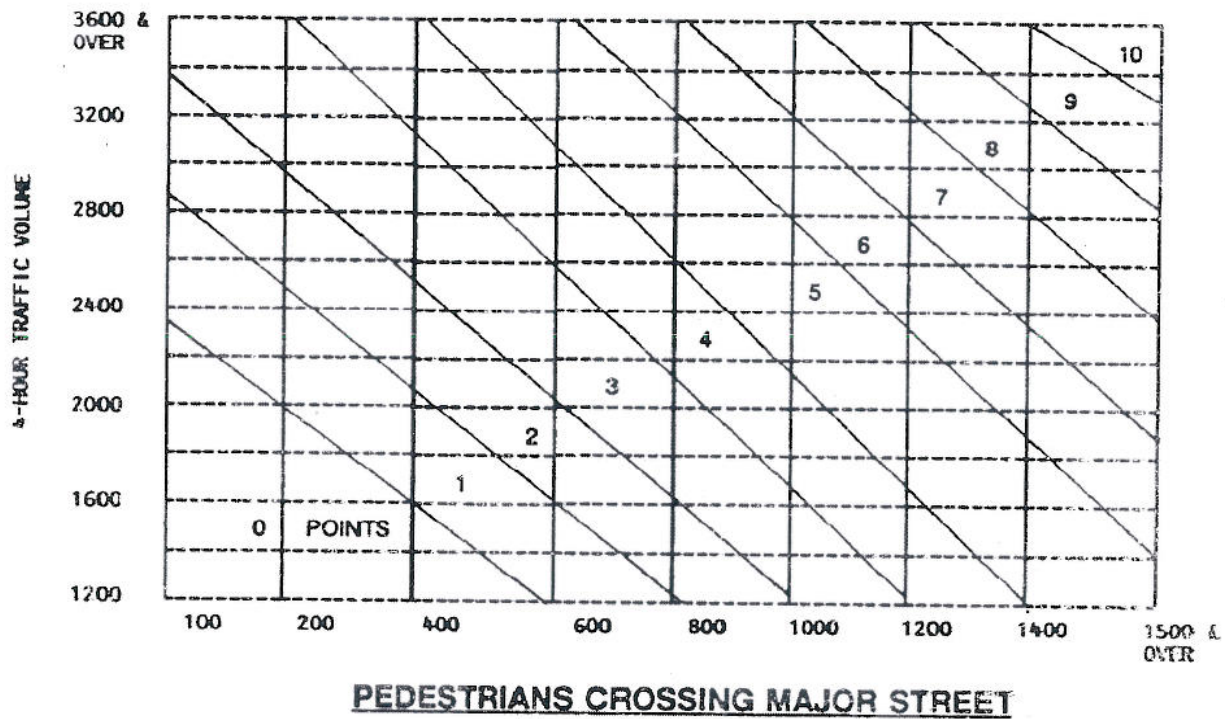 3600 &
OVER
3200
2800
2400
2000
1600
1200
4-HOUR TRAFFIC VOLUME
10
9
8
7
6
5
4
3
2
1
0 POINTS
100 200 400 600 800 1000 1200 1400 1500 &
OVER
PEDESTRIANS CROSSING MAJOR STREET